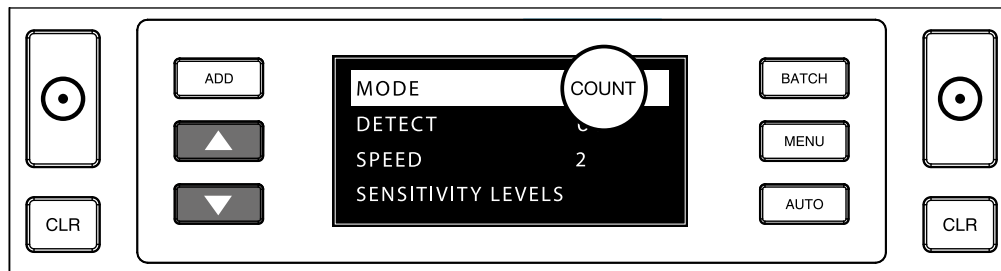 ADD
MODE COUNT
DETECT
SPEED 2
SENSITIVITY LEVELS
BATCH
MENU
AUTO
CLR
CLR